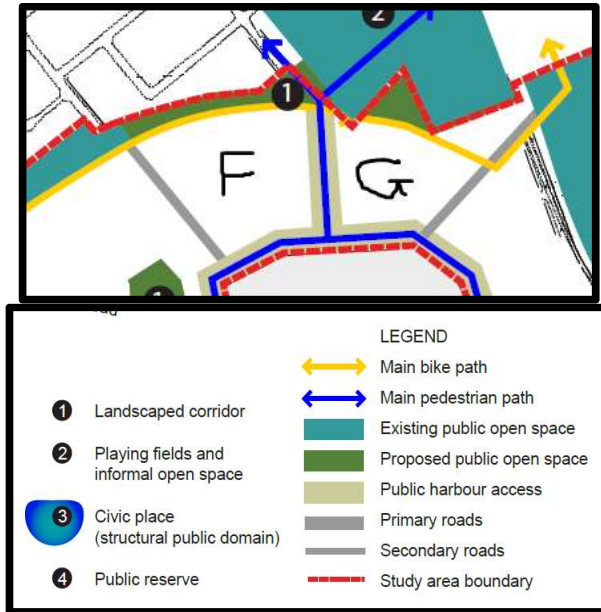 2
1
F
G
LEGEND
Main bike path
1 Landscaped corridor
Main pedestrian path
Existing public open space
2 Playing fields and
informal open space
Proposed public open space
Public harbour access
3 Civic place
(structural public domain)
Primary roads
Secondary roads
4 Public reserve
Study area boundary